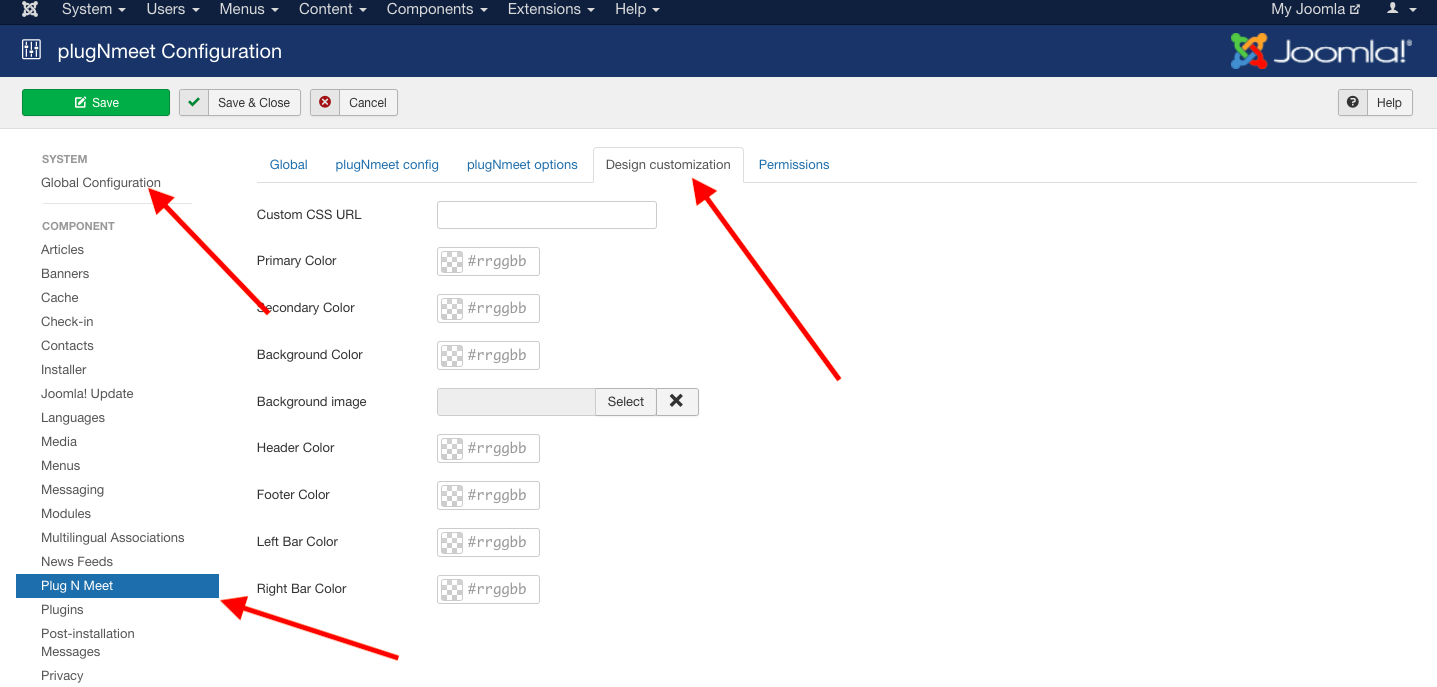 System Users Menus Content Components Extensions Help My Joomla
plugNmeet Configuration Joomla!®
Save Save & Close Cancel Help
SYSTEM
Global Configuration
COMPONENT
Articles
Banners
Cache
Check-in
Contacts
Installer
Joomla! Update
Languages
Media
Menus
Messaging
Modules
Multilingual Associations
News Feeds
Plug N Meet
Plugins
Post-installation
Messages
Privacy
Global plugNmeet config plugNmeet options Design customization Permissions
Custom CSS URL
Primary Color #rrggbb
Secondary Color #rrggbb
Background Color #rrggbb
Background image Select
Header Color #rrggbb
Footer Color #rrggbb
Left Bar Color #rrggbb
Right Bar Color #rrggbb